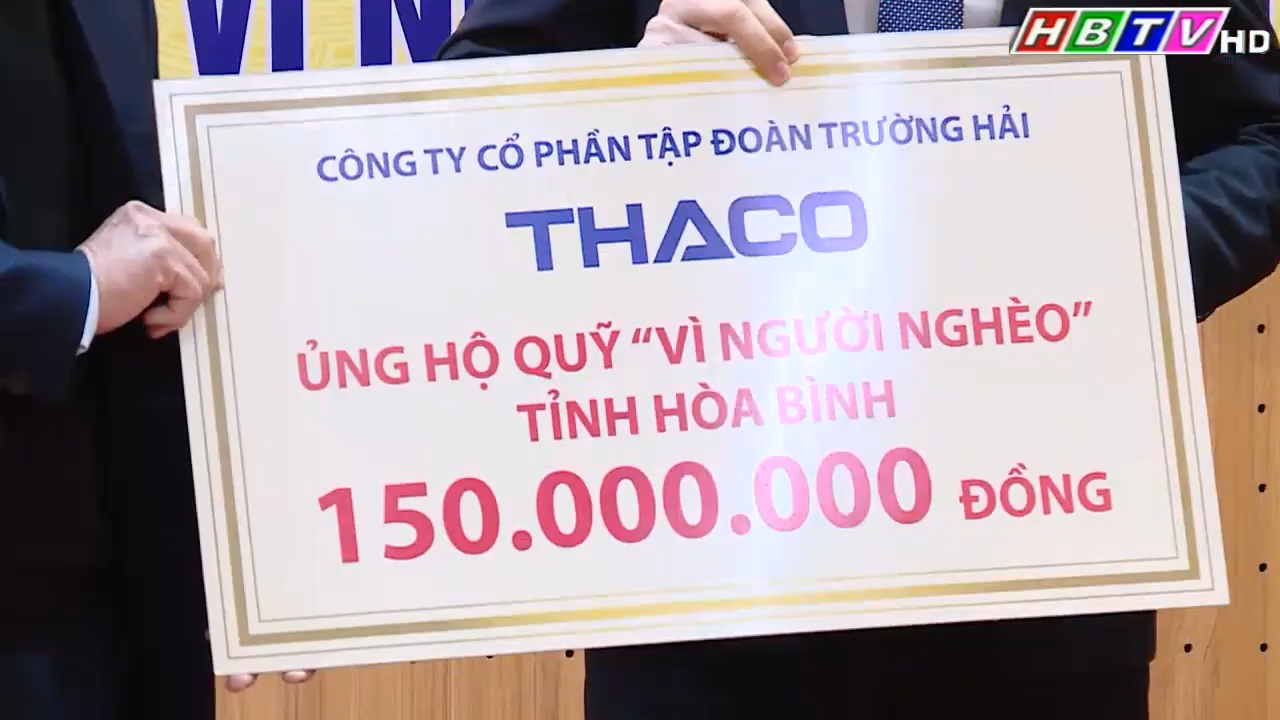 HBTV HD
VÌ N
CÔNG TY CỔ PHẦN TẬP ĐOÀN TRƯỜNG HẢI
THACO
ỦNG HỘ QUỸ “VÌ NGƯỜI NGHÈO”
TỈNH HÒA BÌNH
150.000.000 ĐỒNG